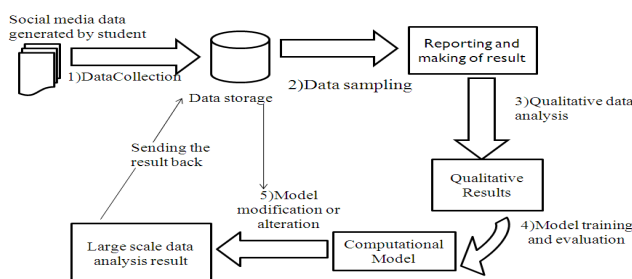 Social media data
generated by student
1)DataCollection
Data storage
2)Data sampling
Reporting and
making of result
3)Qualitative data
analysis
Qualitative
Results
4)Model training
and evaluation
Computational
Model
5)Model
modification or
alteration
Large scale data
analysis result
Sending the
result back